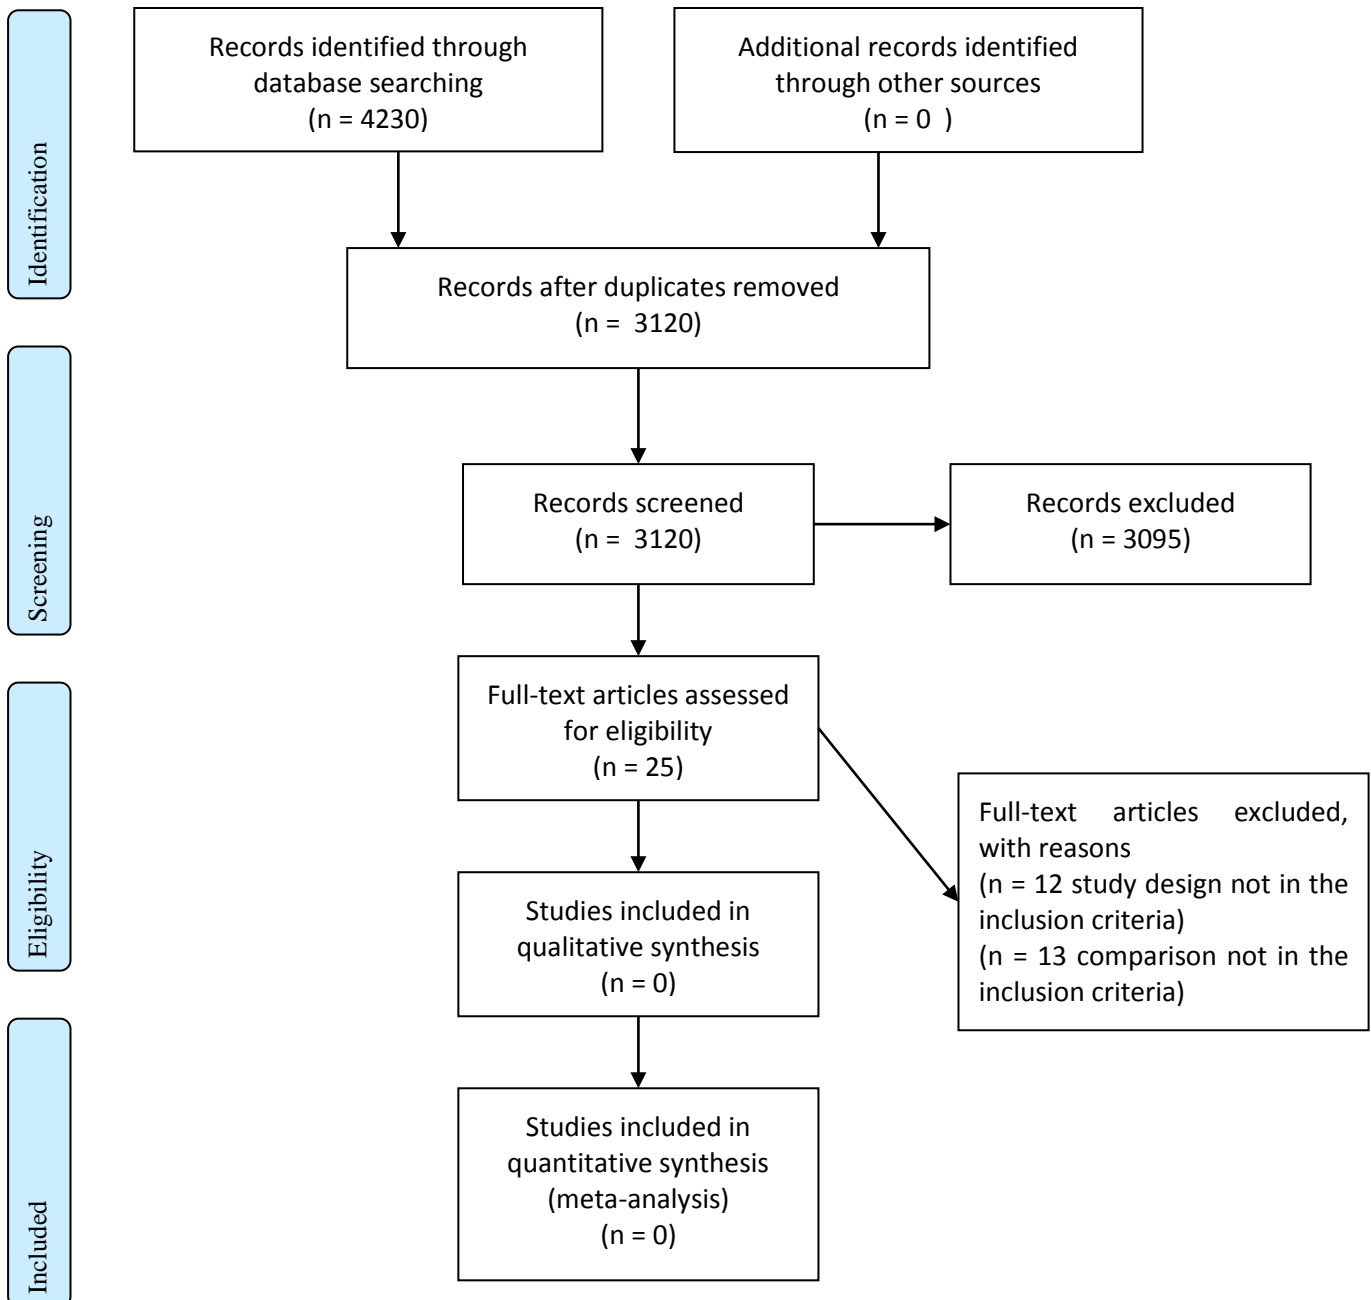 Identification
Records identified through
database searching
(n = 4230)
Additional records identified
through other sources
(n = 0  )
Records after duplicates removed
(n =  3120)
Screening
Records screened
(n =  3120)
Records excluded
(n = 3095)
Eligibility
Full-text articles assessed
for eligibility
(n = 25)
Full-text articles excluded,
with reasons
(n = 12 study design not in the
inclusion criteria)
(n = 13 comparison not in the
inclusion criteria)
Studies included in
qualitative synthesis
(n = 0)
Included
Studies included in
quantitative synthesis
(meta-analysis)
(n = 0)